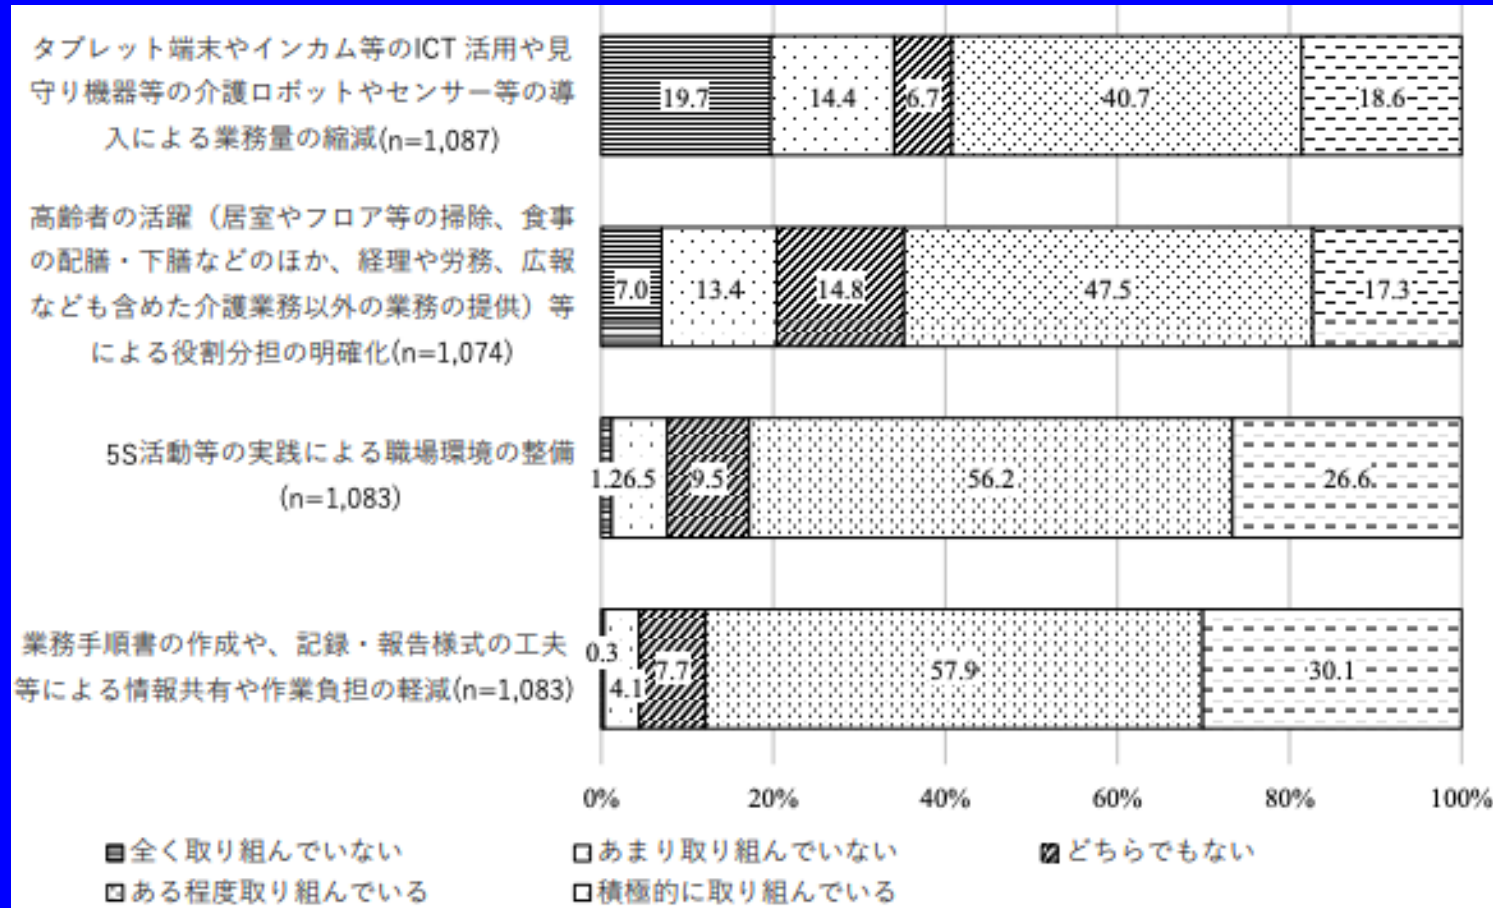 タブレット端末やインカム等のICT 活用や見
守り機器等の介護ロボットやセンサー等の導
入による業務量の縮減(n=1,087)
19.7 14.4 6.7 40.7 18.6
高齢者の活躍（居室やフロア等の掃除、食事
の配膳・下膳などのほか、経理や労務、広報
なども含めた介護業務以外の業務の提供）等
による役割分担の明確化(n=1,074)
7.0 13.4 14.8 47.5 17.3
5S活動等の実践による職場環境の整備
(n=1,083)
1.2 6.5 9.5 56.2 26.6
業務手順書の作成や、記録・報告様式の工夫
等による情報共有や作業負担の軽減(n=1,083)
0.3 4.1 7.7 57.9 30.1
0% 20% 40% 60% 80% 100%
全く取り組んでいない あまり取り組んでいない どちらでもない
ある程度取り組んでいる 積極的に取り組んでいる